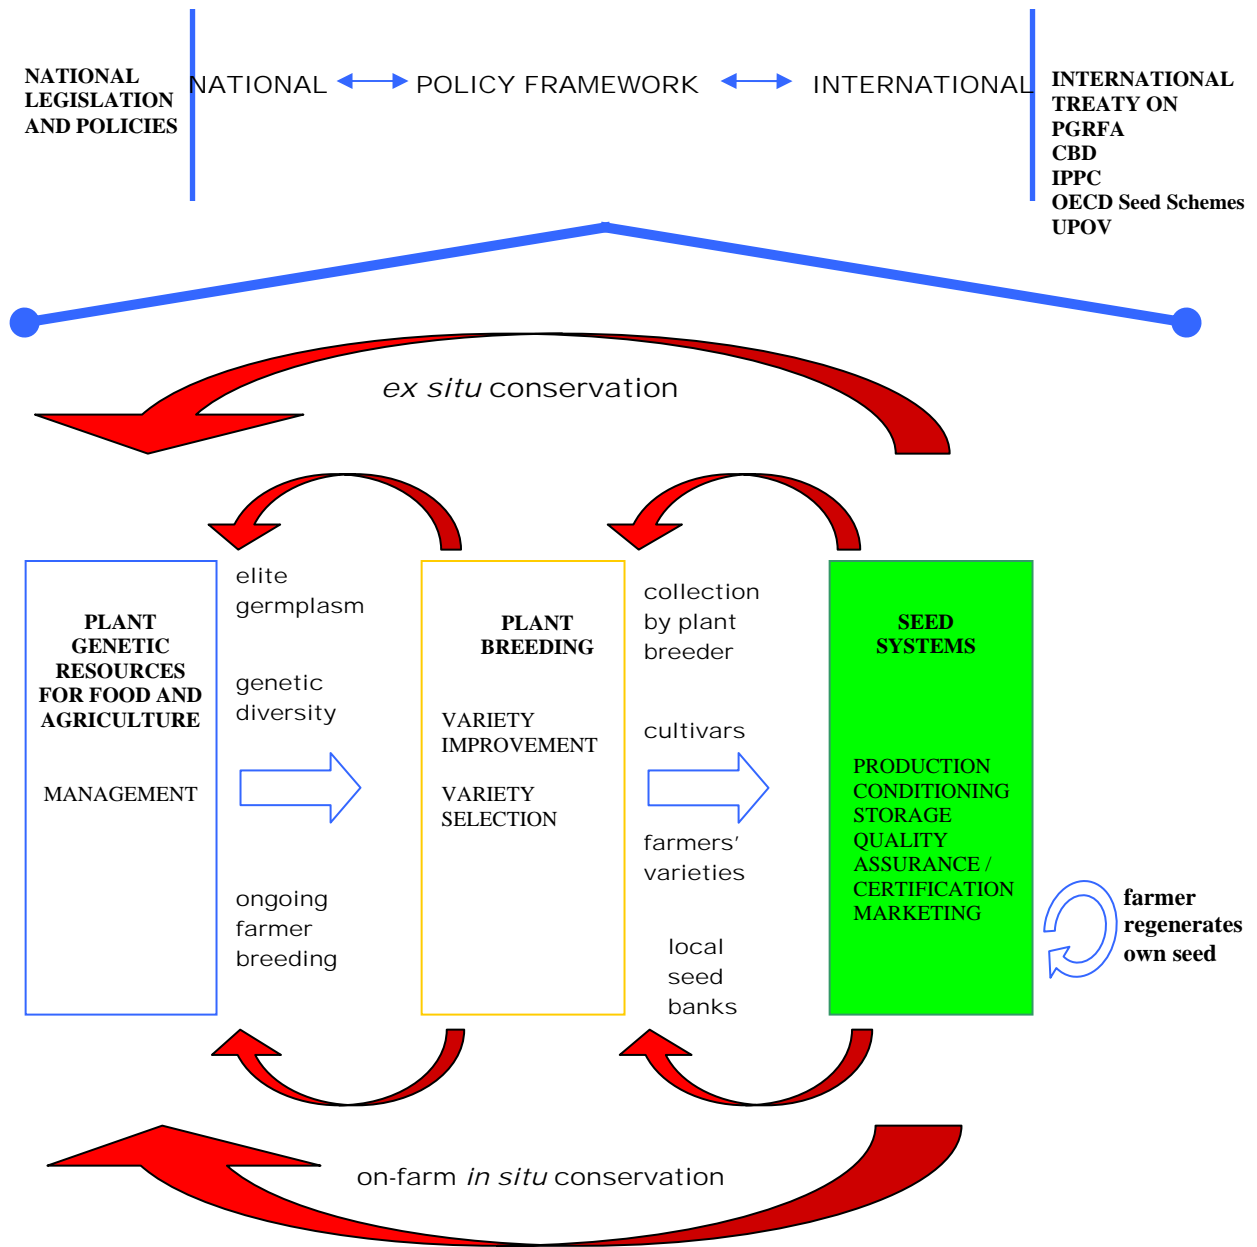 NATIONAL
LEGISLATION
AND POLICIES
NATIONAL
POLICY FRAMEWORK
INTERNATIONAL
INTERNATIONAL
TREATY ON
PGRFA
CBD
IPPC
OECD Seed Schemes
UPOV
ex situ conservation
PLANT
GENETIC
RESOURCES
FOR FOOD AND
AGRICULTURE
MANAGEMENT
elite
germplasm
genetic
diversity
ongoing
farmer
breeding
PLANT
BREEDING
VARIETY
IMPROVEMENT
VARIETY
SELECTION
collection
by plant
breeder
cultivars
farmers’
varieties
local
seed
banks
SEED
SYSTEMS
PRODUCTION
CONDITIONING
STORAGE
QUALITY
ASSURANCE /
CERTIFICATION
MARKETING
farmer
regenerates
own seed
on-farm in situ conservation